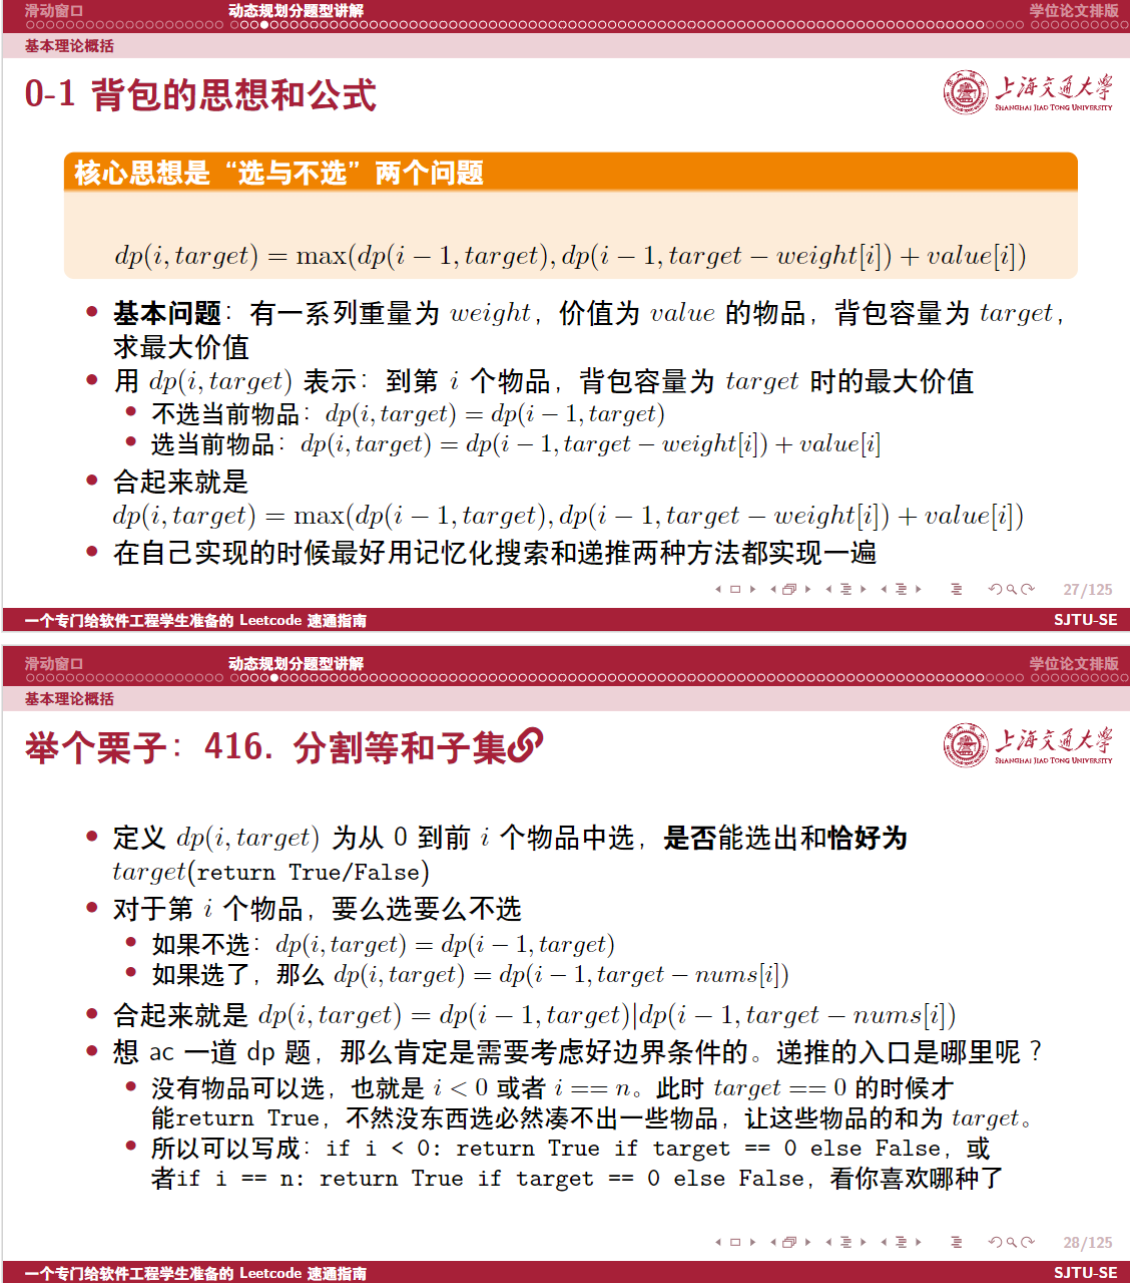 滑动窗口 动态规划分题型讲解 学位论文排版
基本理论概括
0-1 背包的思想和公式
上海交通大学
SHANGHAI JIAO TONG UNIVERSITY
核心思想是“选与不选”两个问题
dp(i, target) = max(dp(i − 1, target), dp(i − 1, target − weight[i]) + value[i])
• 基本问题：有一系列重量为 weight，价值为 value 的物品，背包容量为 target，
求最大价值
• 用 dp(i, target) 表示：到第 i 个物品，背包容量为 target 时的最大价值
• 不选当前物品：dp(i, target) = dp(i − 1, target)
• 选当前物品：dp(i, target) = dp(i − 1, target − weight[i]) + value[i]
• 合起来就是
dp(i, target) = max(dp(i − 1, target), dp(i − 1, target − weight[i]) + value[i])
• 在自己实现的时候最好用记忆化搜索和递推两种方法都实现一遍
27/125
一个专门给软件工程学生准备的 Leetcode 速通指南 SJTU-SE
滑动窗口 动态规划分题型讲解 学位论文排版
基本理论概括
举个栗子：416. 分割等和子集
上海交通大学
SHANGHAI JIAO TONG UNIVERSITY
• 定义 dp(i, target) 为从 0 到前 i 个物品中选，是否能选出和恰好为
target(return True/False)
• 对于第 i 个物品，要么选要么不选
• 如果不选：dp(i, target) = dp(i − 1, target)
• 如果选了，那么 dp(i, target) = dp(i − 1, target − nums[i])
• 合起来就是 dp(i, target) = dp(i − 1, target)|dp(i − 1, target − nums[i])
• 想 ac 一道 dp 题，那么肯定是需要考虑好边界条件的。递推的入口是哪里呢？
• 没有物品可以选，也就是 i < 0 或者 i == n。此时 target == 0 的时候才
能return True，不然没东西选必然凑不出一些物品，让这些物品的和为 target。
• 所以可以写成：if i < 0: return True if target == 0 else False，或
者if i == n: return True if target == 0 else False，看你喜欢哪种了
28/125
一个专门给软件工程学生准备的 Leetcode 速通指南 SJTU-SE